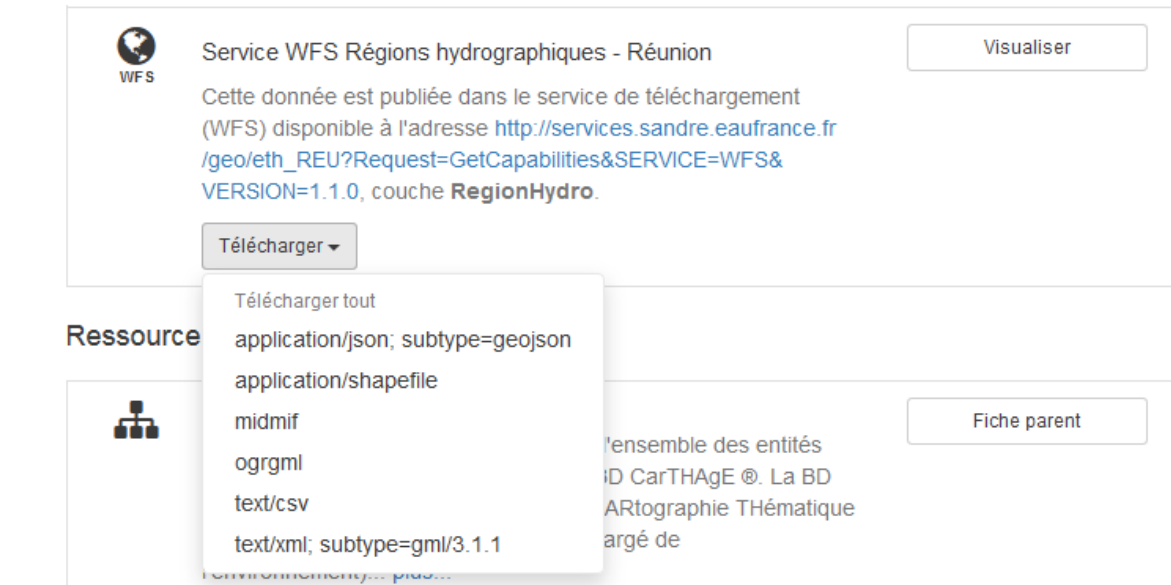 WFS
Service WFS Régions hydrographiques - Réunion
Visualiser
Cette donnée est publiée dans le service de téléchargement
(WFS) disponible à l'adresse http://services.sandre.eaufrance.fr
/geo/eth_REU?Request=GetCapabilities&SERVICE=WFS&
VERSION=1.1.0, couche RegionHydro.
Télécharger
Télécharger tout
application/json; subtype=geojson
application/shapefile
midmif
ogrgml
text/csv
text/xml; subtype=gml/3.1.1
Ressource
Fiche parent
l'ensemble des entités
BD CarTHAgE ®. La BD
ARtographie THématique
argé de
l'environnement)... plus...